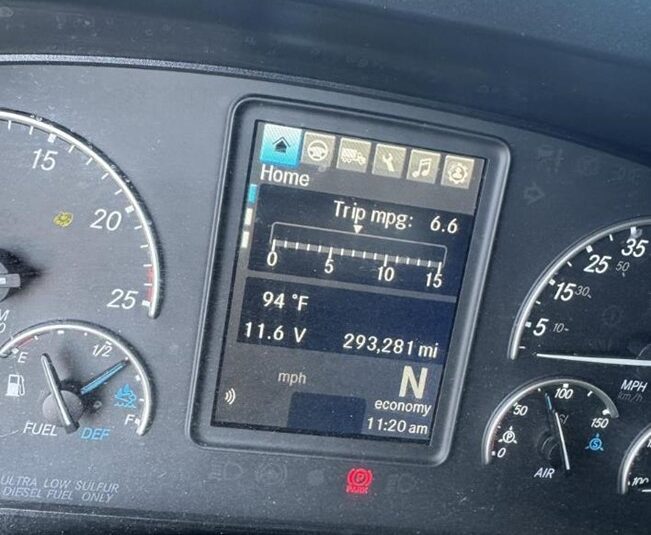 15
20
25
Home
Trip mpg: 6.6
0 5 10 15
94 °F
11.6 V 293,281 mi
mph
N
economy
11:20 am
E 1/2 F
FUEL DEF
ULTRA LOW SULFUR
DIESEL FUEL ONLY
PARK
5 15 25 35
10 30 50
MPH
km/h
0 50 100 150
P S
AIR